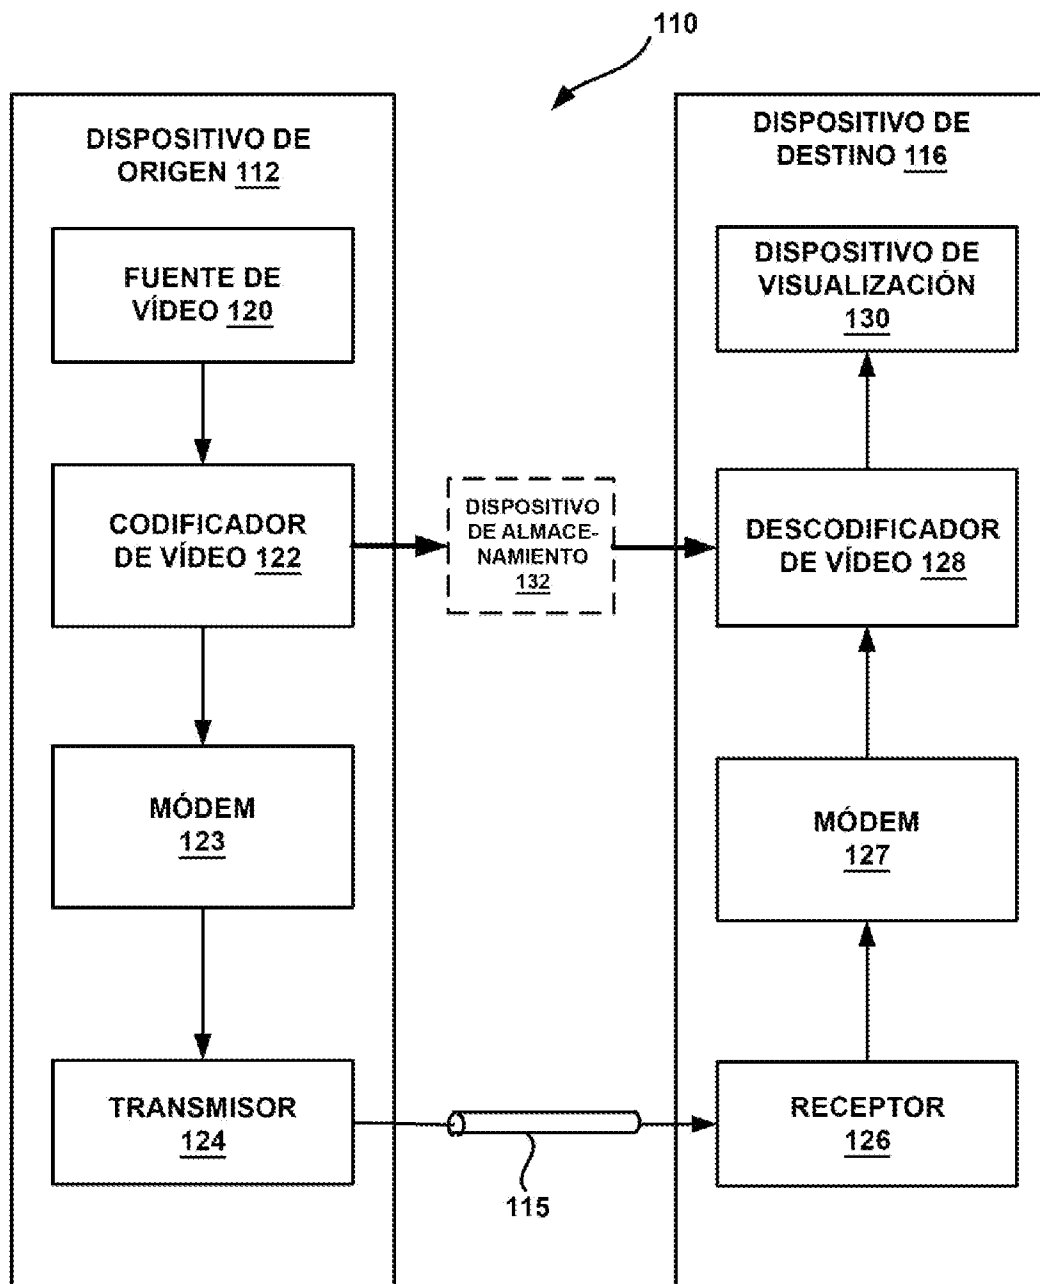 110
DISPOSITIVO DE
ORIGEN 112
FUENTE DE
VÍDEO 120
CODIFICADOR
DE VÍDEO 122
MÓDEM
123
TRANSMISOR
124
DISPOSITIVO
DE ALMACE-
NAMIENTO
132
115
DISPOSITIVO DE
DESTINO 116
DISPOSITIVO DE
VISUALIZACIÓN
130
DESCODIFICADOR
DE VÍDEO 128
MÓDEM
127
RECEPTOR
126